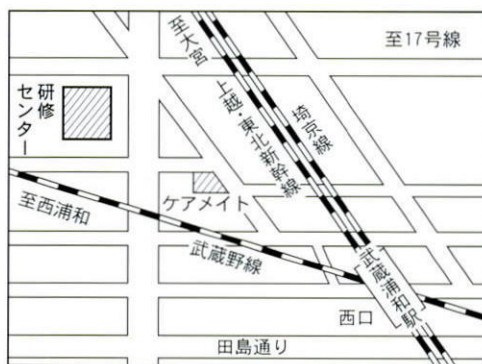 至大宮
至17号線
研修
センター
上越・東北新幹線
埼京線
ケアメイト
至西浦和
武蔵野線
武蔵浦和駅
西口
田島通り